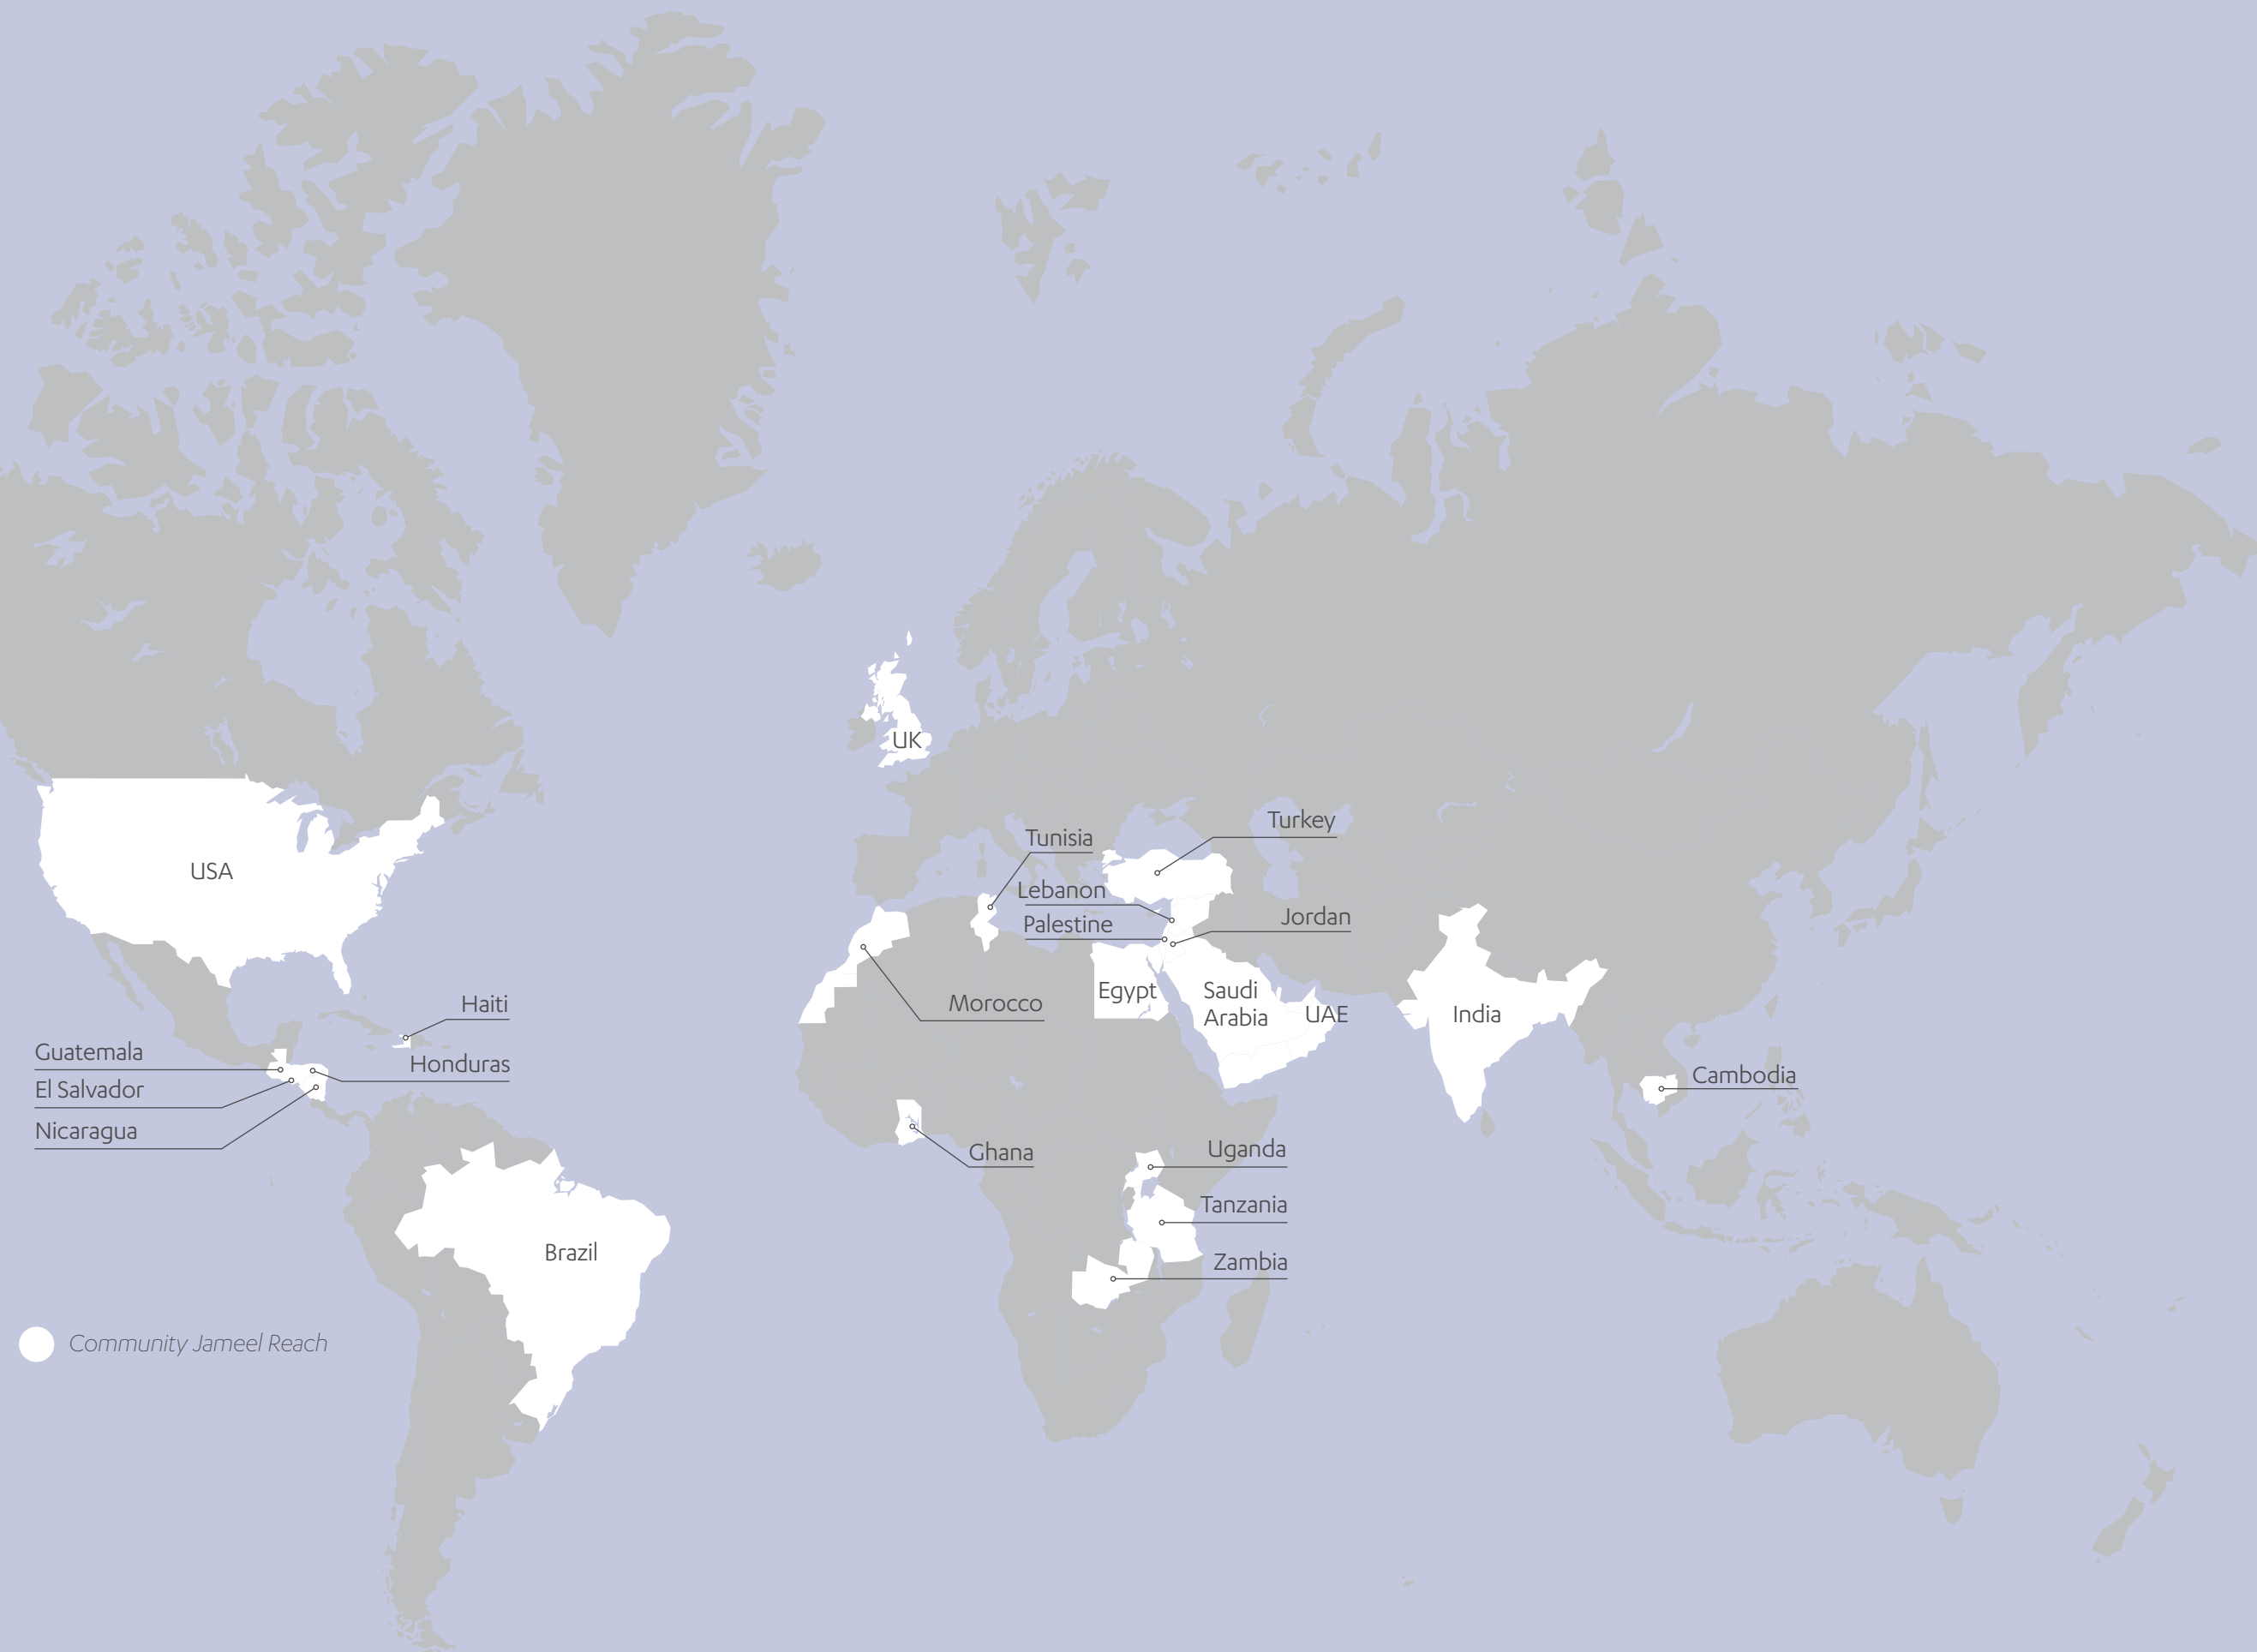 UK
Turkey
Tunisia
USA
Lebanon
Jordan
Palestine
Egypt
Saudi
Arabia
Morocco
UAE
India
Haiti
Guatemala
Honduras
El Salvador
Cambodia
Nicaragua
Ghana
Uganda
Tanzania
Brazil
Zambia
Community Jameel Reach